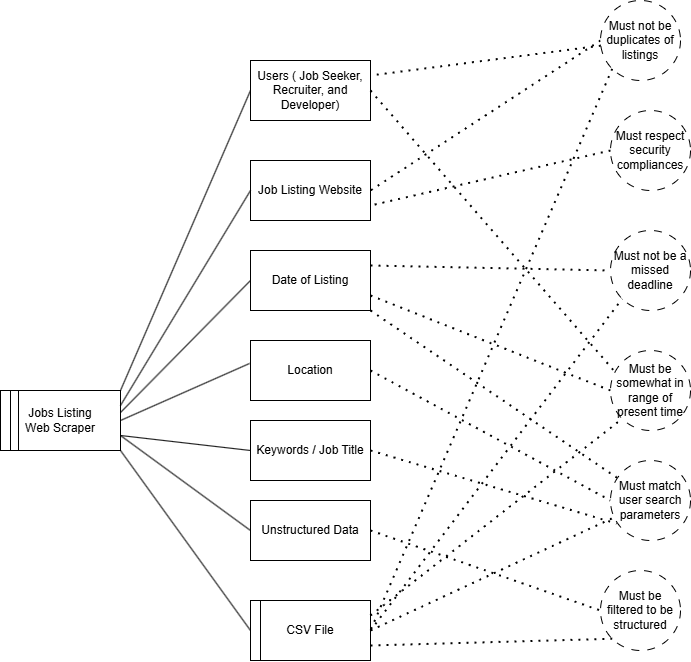 Must not be
duplicates of
listings
Users ( Job Seeker,
Recruiter, and
Developer)
Must respect
security
compliances
Job Listing Website
Must not be a
missed
deadline
Date of Listing
Location
Must be
somewhat in
range of
present time
Jobs Listing
Web Scraper
Keywords / Job Title
Must match
user search
parameters
Unstructured Data
Must be
filtered to be
structured
CSV File